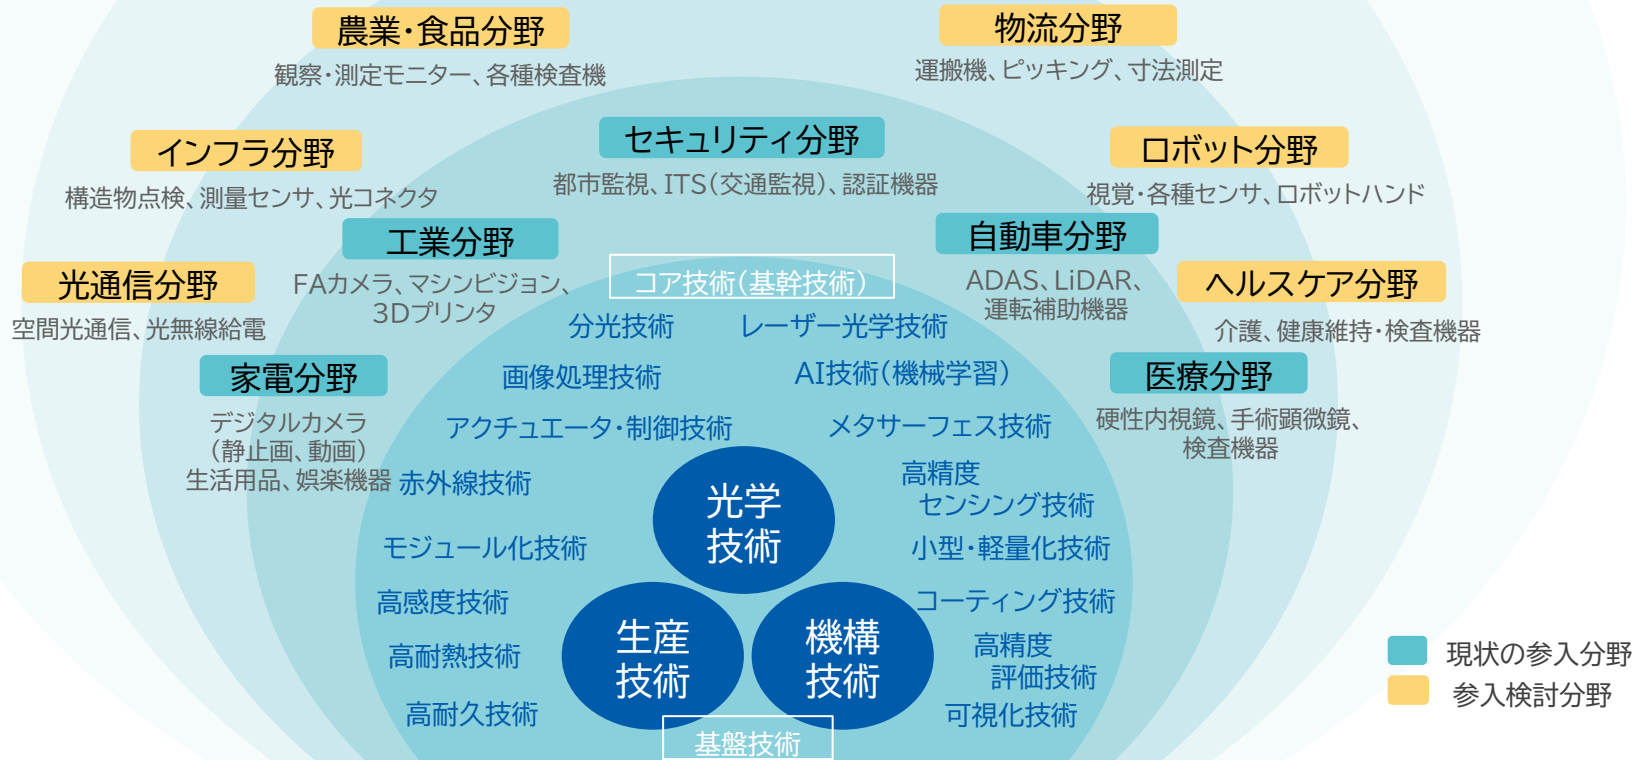 農業・食品分野
観察・測定モニター、各種検査機
物流分野
運搬機、ピッキング、寸法測定
インフラ分野
構造物点検、測量センサ、光コネクタ
セキュリティ分野
都市監視、ITS(交通監視)、認証機器
ロボット分野
視覚・各種センサ、ロボットハンド
工業分野
FAカメラ、マシンビジョン、
3Dプリンタ
自動車分野
ADAS、LiDAR、
運転補助機器
光通信分野
空間光通信、光無線給電
ヘルスケア分野
介護、健康維持・検査機器
家電分野
デジタルカメラ
(静止画、動画)
生活用品、娯楽機器
医療分野
硬性内視鏡、手術顕微鏡、
検査機器
コア技術(基幹技術)
分光技術
レーザー光学技術
画像処理技術
AI技術(機械学習)
アクチュエータ・制御技術
メタサーフェス技術
赤外線技術
高精度
センシング技術
モジュール化技術
小型・軽量化技術
高感度技術
コーティング技術
高耐熱技術
高精度
評価技術
高耐久技術
可視化技術
光学
技術
生産
技術
機構
技術
基盤技術
現状の参入分野
参入検討分野